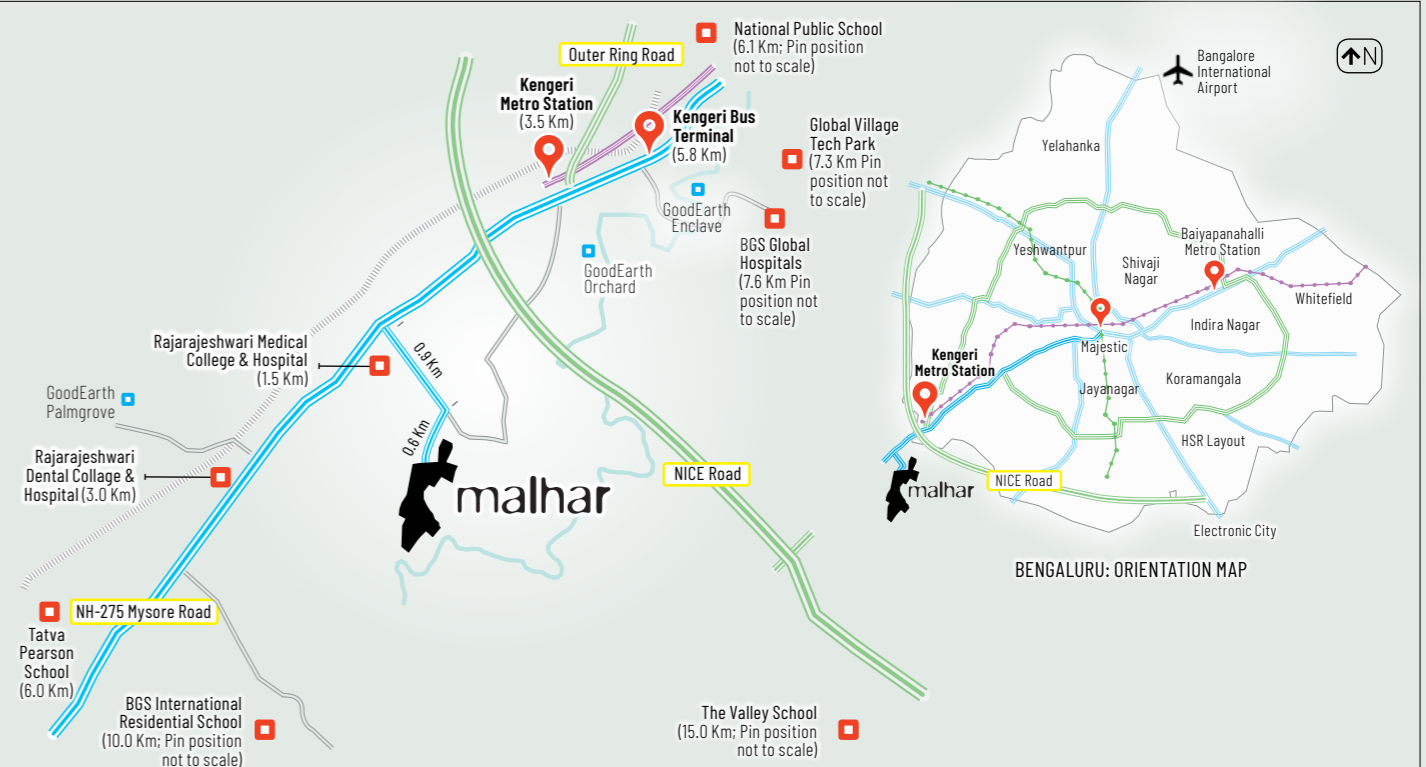 National Public School
(6.1 Km; Pin position
not to scale)
Outer Ring Road
Kengeri
Metro Station
(3.5 Km)
Kengeri Bus
Terminal
(5.8 Km)
Global Village
Tech Park
(7.3 Km Pin
position not
to scale)
GoodEarth
Enclave
BGS Global
Hospitals
(7.6 Km Pin
position not
to scale)
GoodEarth
Orchard
Rajarajeshwari Medical
College & Hospital
(1.5 Km)
0.9Km
GoodEarth
Palmgrove
0.6 Km
Rajarajeshwari
Dental Collage &
Hospital (3.0 Km)
malhar
NICE Road
NH-275 Mysore Road
Tatva
Pearson
School
(6.0 Km)
BGS International
Residential School
(10.0 Km; Pin position
not to scale)
The Valley School
(15.0 Km; Pin position
not to scale)
N
Bangalore
International
Airport
Yelahanka
Yeshwantpur
Shivaji
Nagar
Baiyapanahalli
Metro Station
Whitefield
Indira Nagar
Majestic
Kengeri
Metro Station
Jayanagar
Koramangala
HSR Layout
malhar
NICE Road
Electronic City
BENGALURU: ORIENTATION MAP